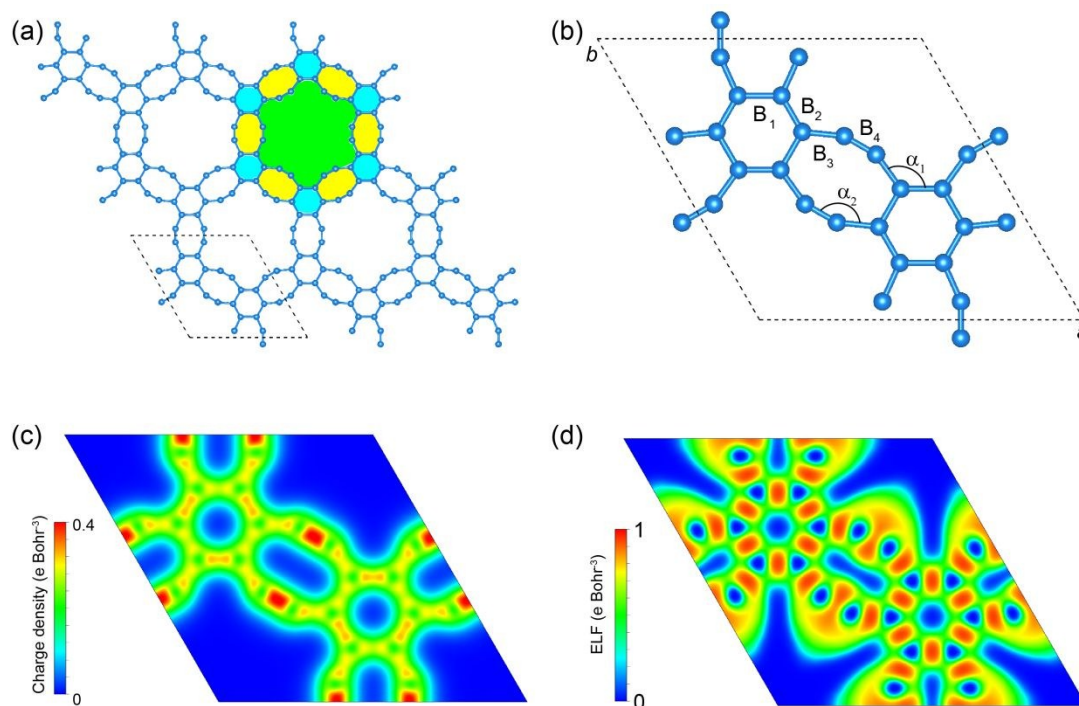 (a)
(b)
b
B₁
B₂
B₃
B₄
α₁
α₂
(c)
0.4
Charge density (e Bohr⁻³)
0
(d)
1
ELF (e Bohr⁻³)
0